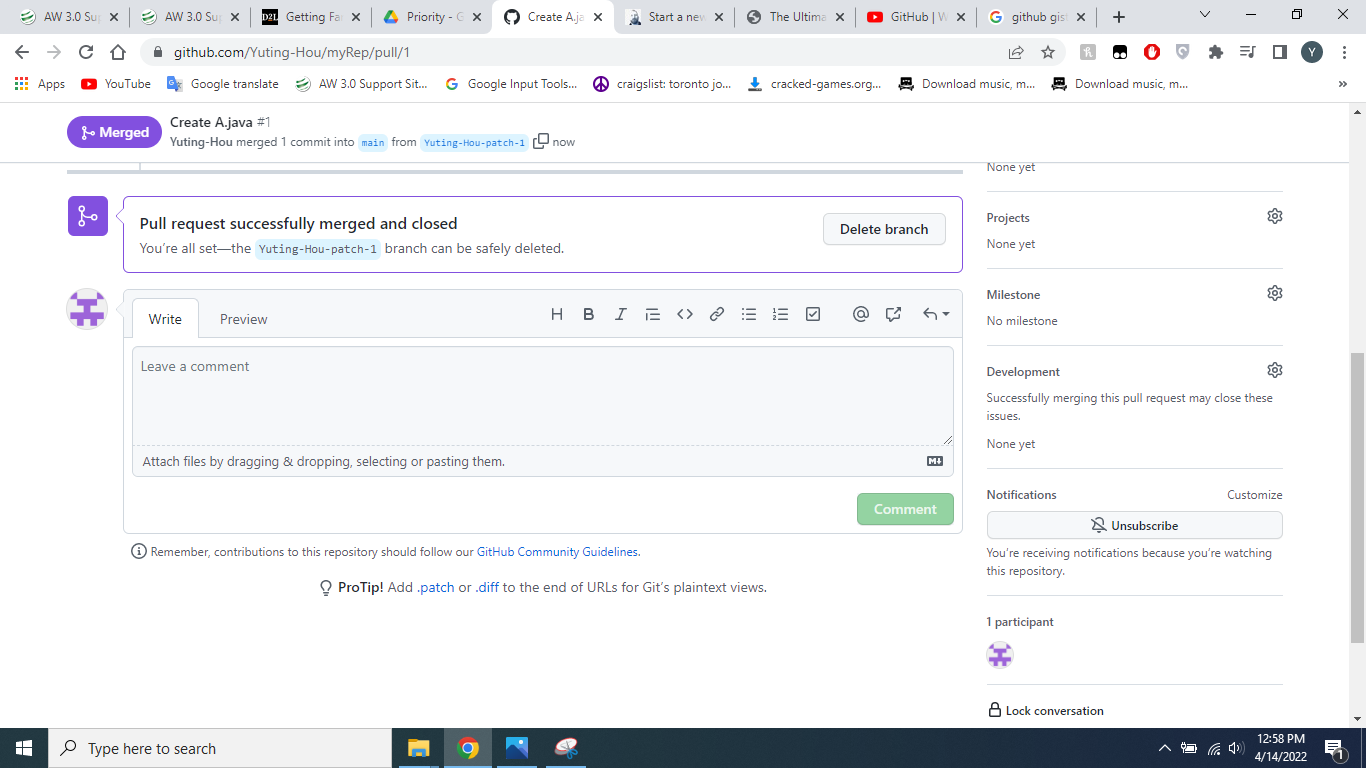 AW 3.0 Sup
AW 3.0 Sup
D2L Getting Fa
Priority - G
Create A.ja
Start a new
The Ultima
GitHub | W
github gist
github.com/Yuting-Hou/myRep/pull/1
Y
Apps
YouTube
Google translate
AW 3.0 Support Sit...
Google Input Tools...
craigslist: toronto jo...
cracked-games.org...
Download music, m...
Download music, m...
»
Merged
Create A.java #1
Yuting-Hou merged 1 commit into main from Yuting-Hou-patch-1 now
None yet
Pull request successfully merged and closed
You're all set—the Yuting-Hou-patch-1 branch can be safely deleted.
Delete branch
Projects
None yet
Milestone
No milestone
Write
Preview
H B I
Leave a comment
Attach files by dragging & dropping, selecting or pasting them.
Comment
Development
Successfully merging this pull request may close these
issues.
None yet
Notifications
Customize
Unsubscribe
You're receiving notifications because you're watching
this repository.
Remember, contributions to this repository should follow our GitHub Community Guidelines.
ProTip! Add .patch or .diff to the end of URLs for Git's plaintext views.
1 participant
Lock conversation
Type here to search
12:58 PM
4/14/2022
1